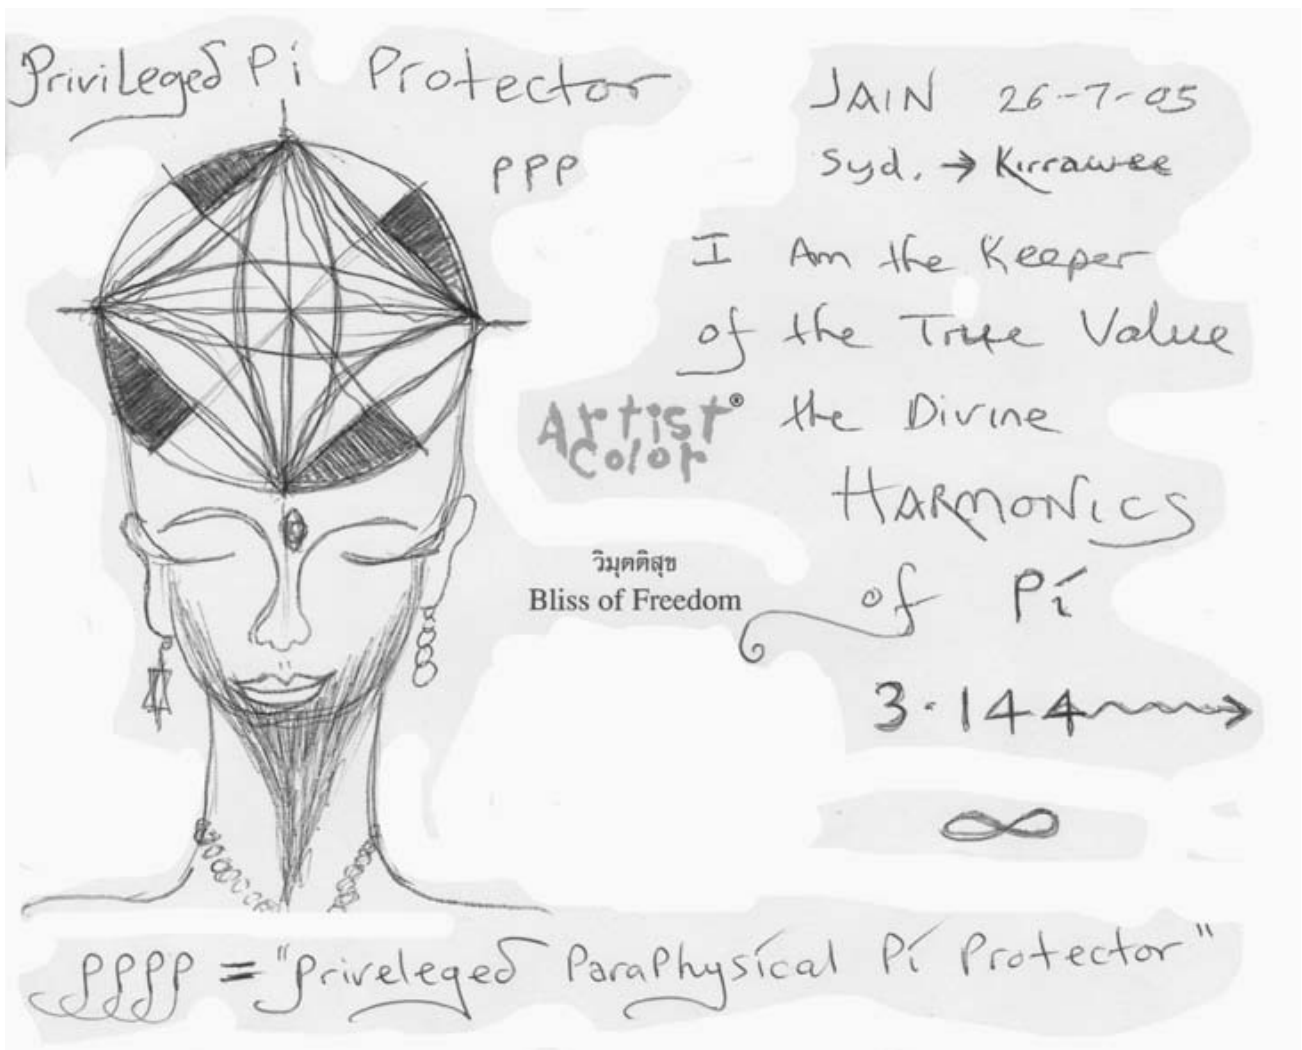 Privileged Pi Protector
PPP
JAIN 26-7-05
Syd. → Kirrawee
I Am the Keeper
of the True Value
the Divine
HARMONICS
of Pi
3.144
∞
Artist®
Color
วิมุตติสุข
Bliss of Freedom
PPPP = "Priveleged ParaPhysical Pi Protector"